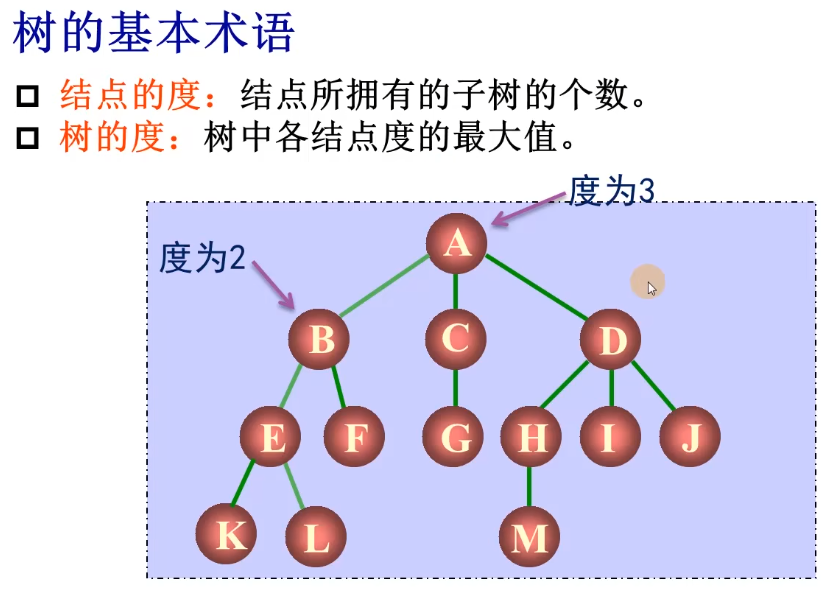 树的基本术语
结点的度：结点所拥有的子树的个数。
树的度：树中各结点度的最大值。
度为3
A
度为2
B C D
E F G H I J
K L M